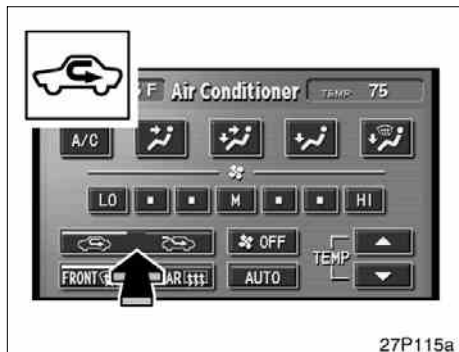 F Air Conditioner TEMP 75
A/C
LO M HI
OFF TEMP
FRONT AR AUTO
27P115a